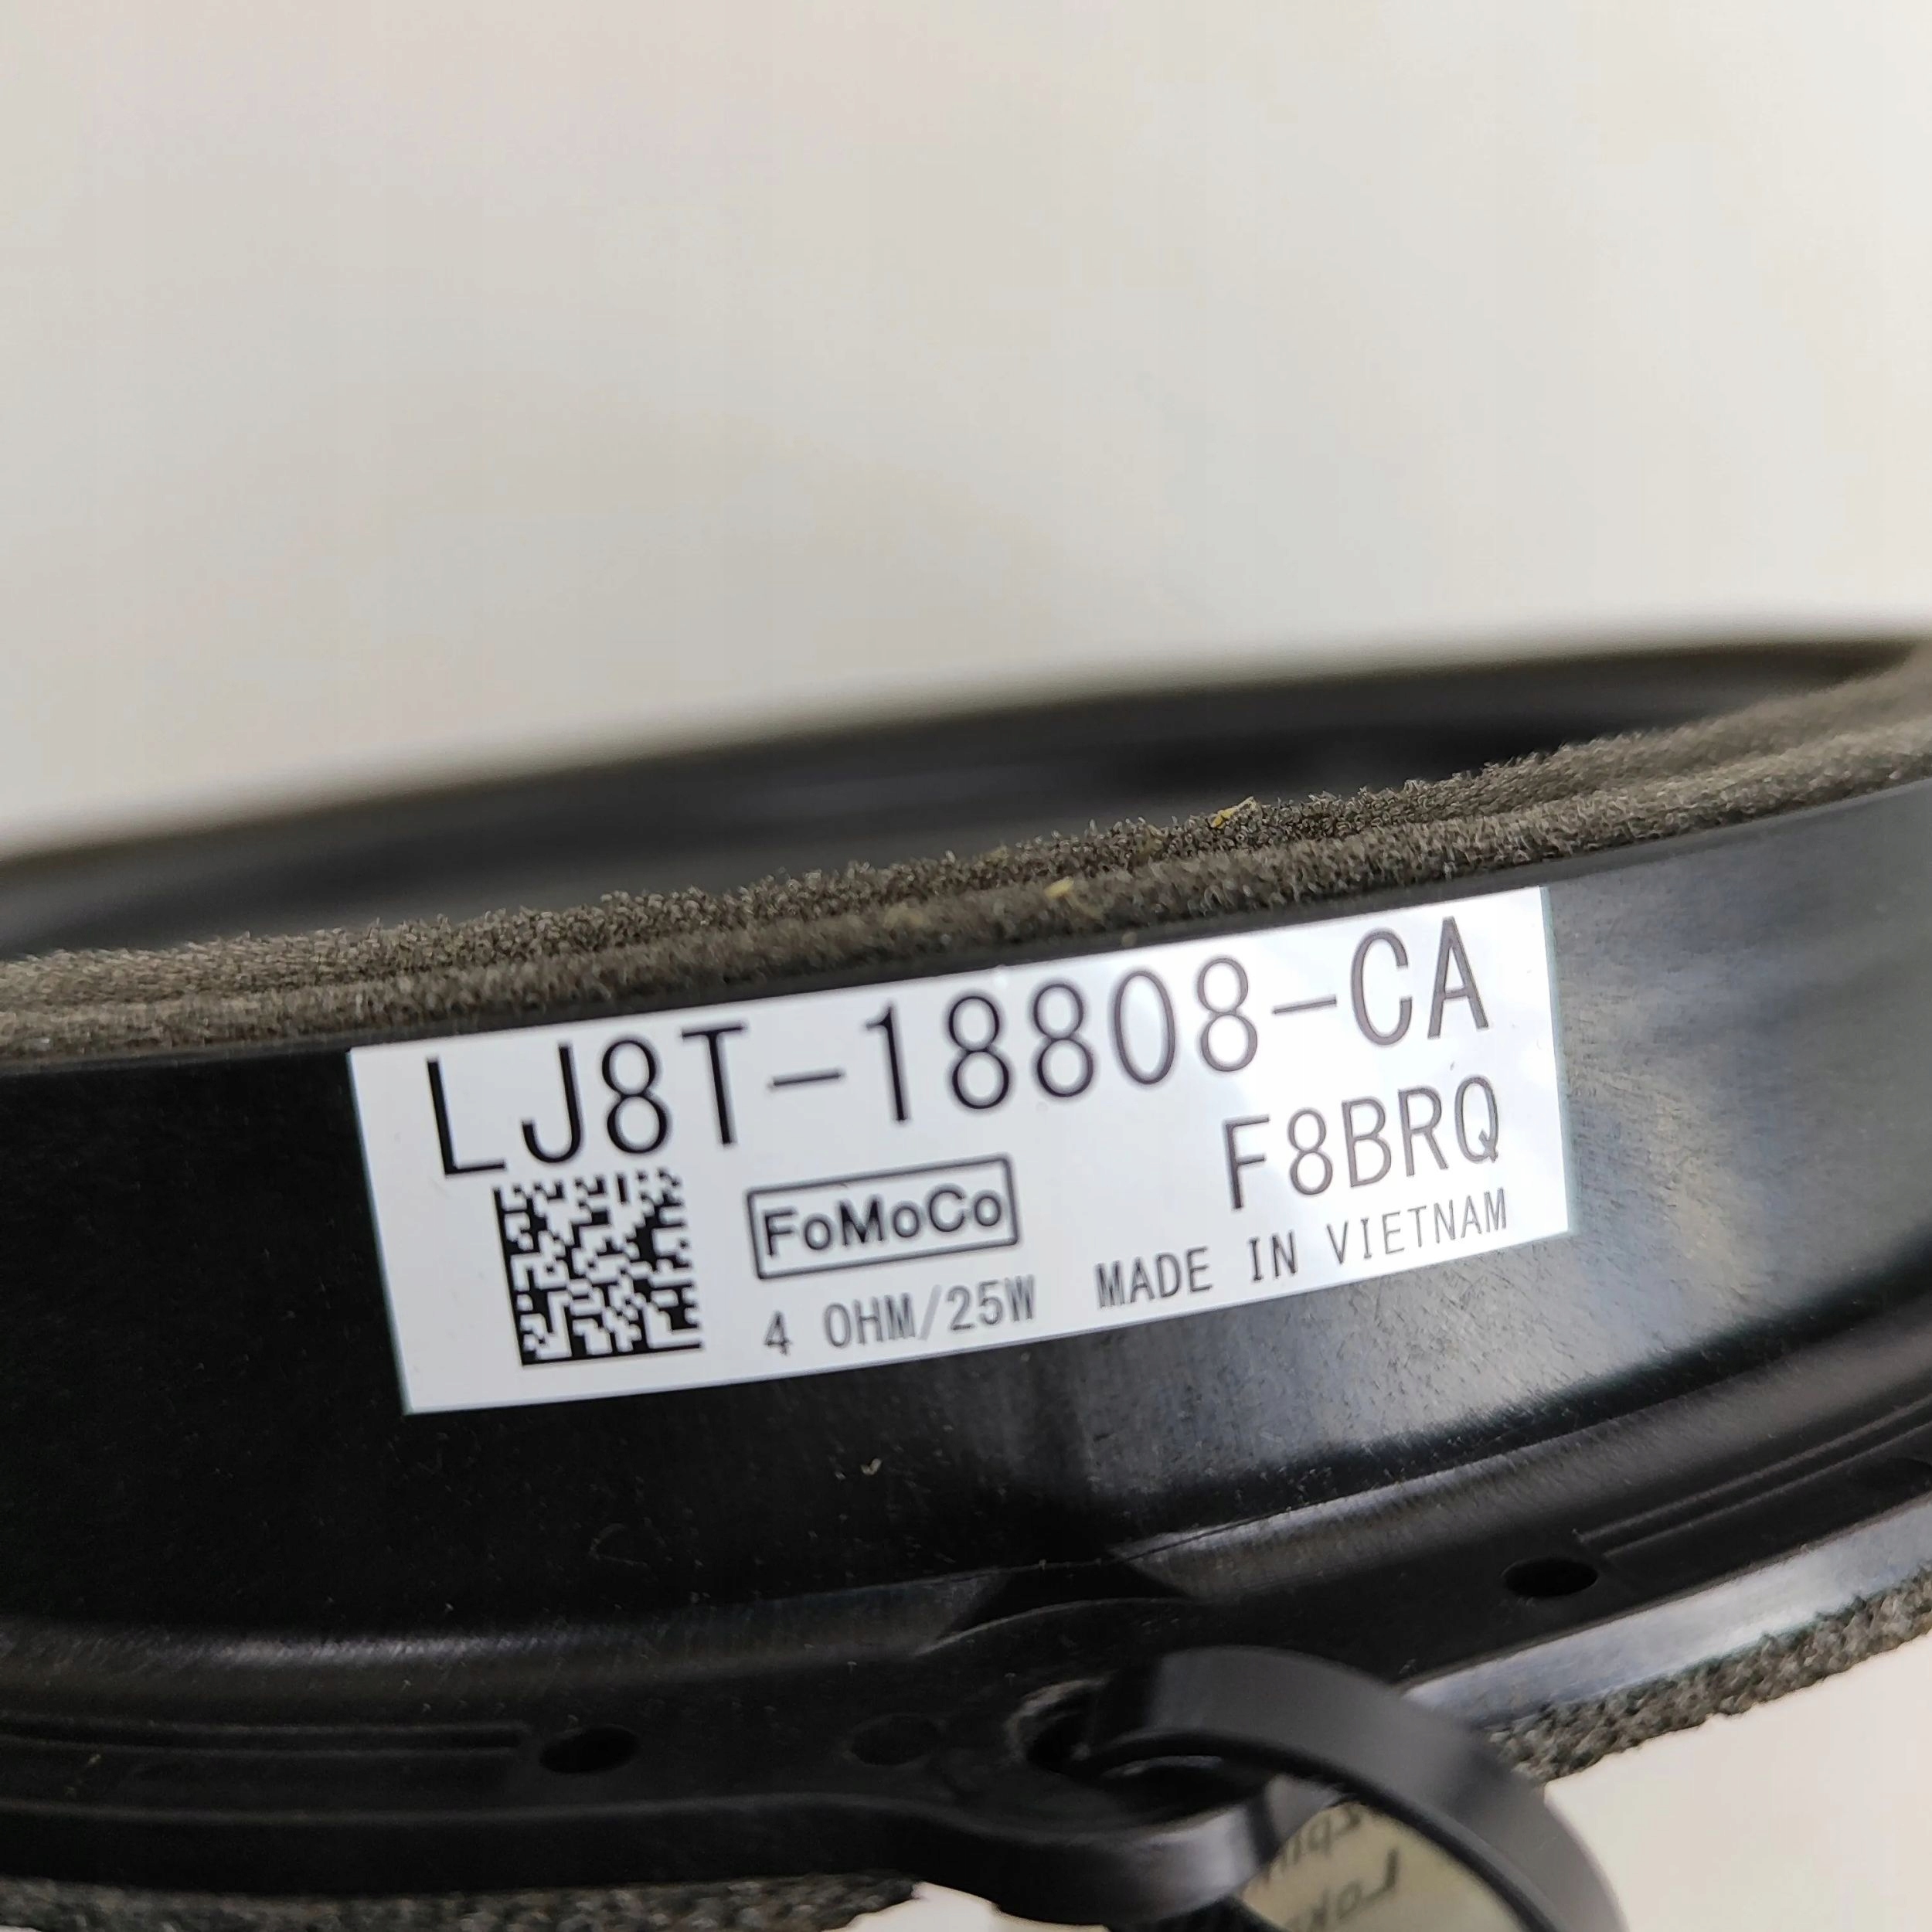 LJ8T-18808-CA
FoMoCo
F8BRQ
4 OHM/25W MADE IN VIETNAM